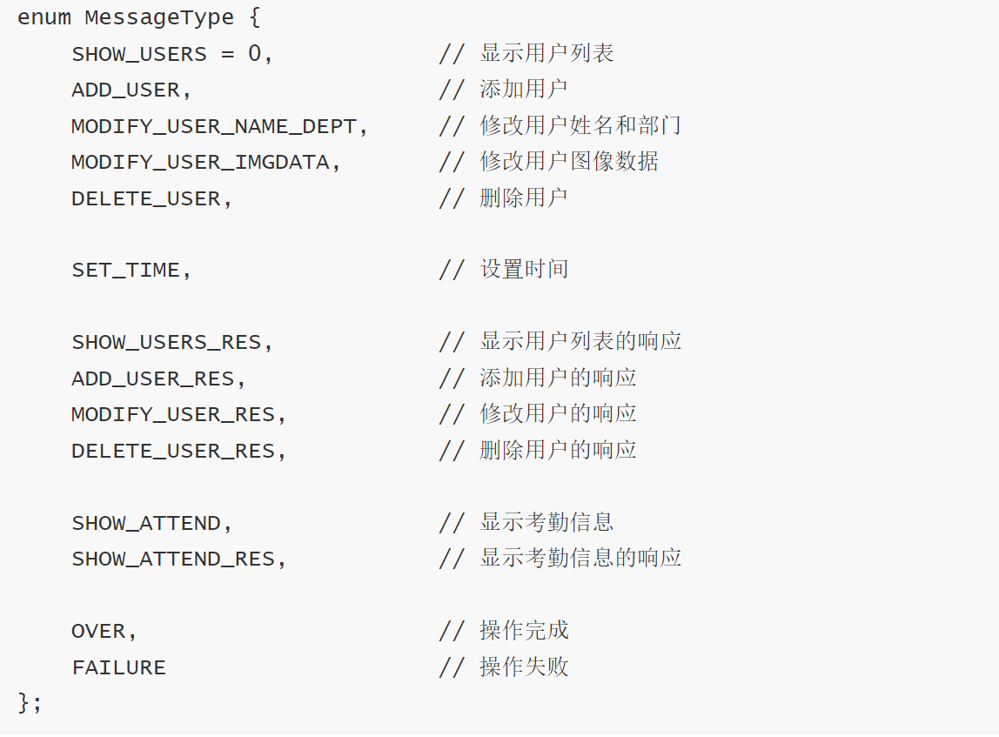 enum MessageType {
    SHOW_USERS = 0,            // 显示用户列表
    ADD_USER,                  // 添加用户
    MODIFY_USER_NAME_DEPT,     // 修改用户姓名和部门
    MODIFY_USER_IMGDATA,       // 修改用户图像数据
    DELETE_USER,               // 删除用户

    SET_TIME,                  // 设置时间

    SHOW_USERS_RES,            // 显示用户列表的响应
    ADD_USER_RES,              // 添加用户的响应
    MODIFY_USER_RES,           // 修改用户的响应
    DELETE_USER_RES,           // 删除用户的响应

    SHOW_ATTEND,               // 显示考勤信息
    SHOW_ATTEND_RES,           // 显示考勤信息的响应

    OVER,                      // 操作完成
    FAILURE                    // 操作失败
};